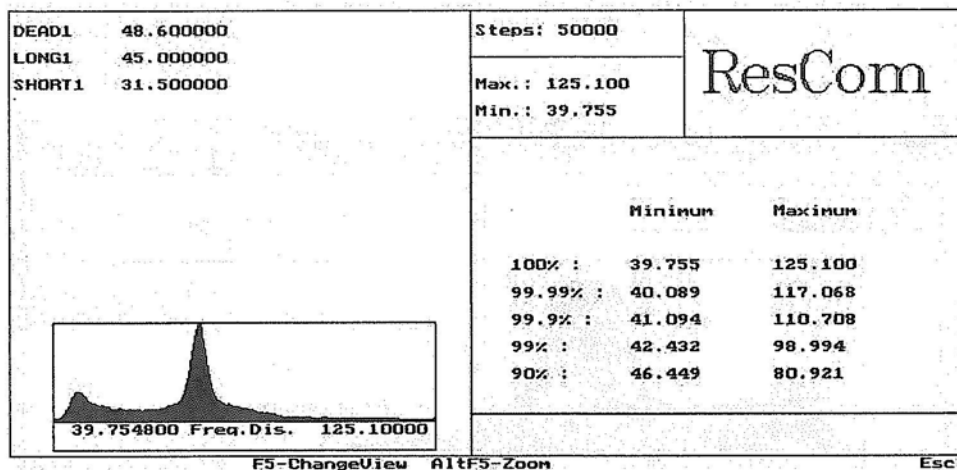 DEAD1 48.600000
LONG1 45.000000
SHORT1 31.500000
39.754800 Freq.Dis. 125.10000
Steps: 50000
Max.: 125.100
Min.: 39.755
ResCom
Minimum Maximum
100% : 39.755 125.100
99.99% : 40.089 117.068
99.9% : 41.094 110.708
99% : 42.432 98.994
90% : 46.449 80.921
F5-ChangeView AltF5-Zoom Esc